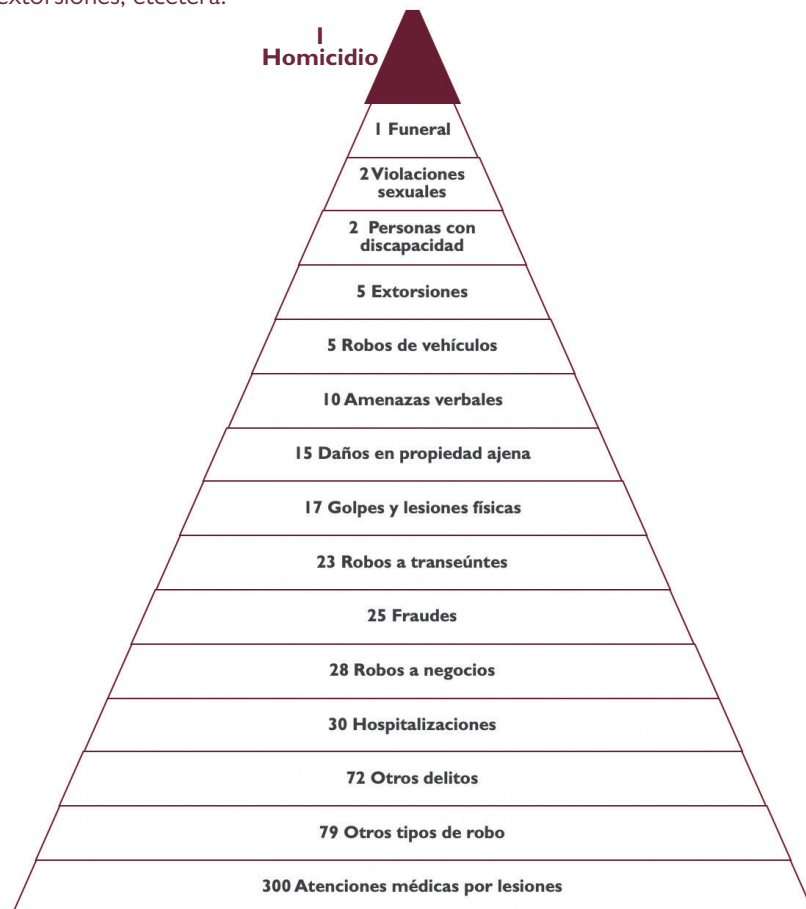 extorsiones, etcétera.
1
Homicidio
1 Funeral
2 Violaciones
sexuales
2 Personas con
discapacidad
5 Extorsiones
5 Robos de vehículos
10 Amenazas verbales
15 Daños en propiedad ajena
17 Golpes y lesiones físicas
23 Robos a transeúntes
25 Fraudes
28 Robos a negocios
30 Hospitalizaciones
72 Otros delitos
79 Otros tipos de robo
300 Atenciones médicas por lesiones